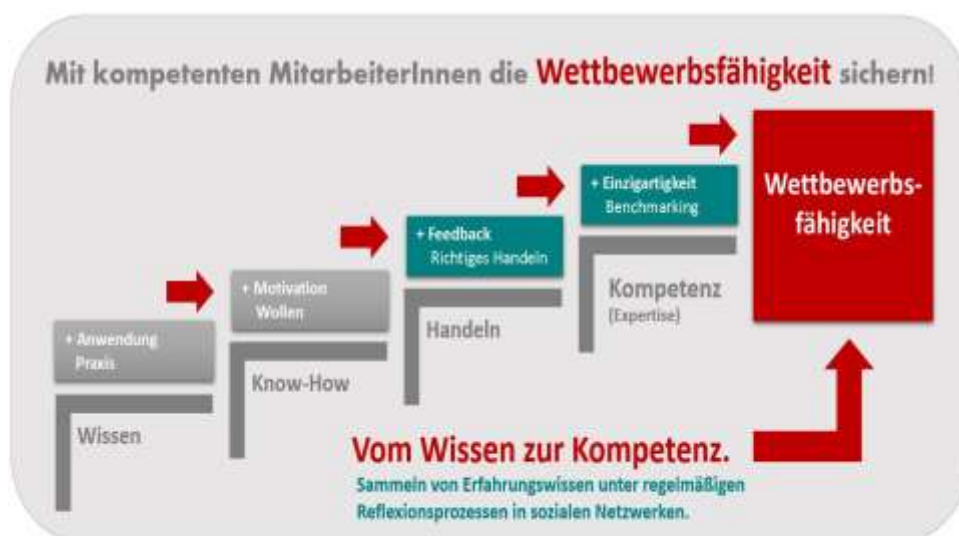 Mit kompetenten MitarbeiterInnen die Wettbewerbsfähigkeit sichern!
+ Anwendung
Praxis
Wissen
+ Motivation
Wollen
Know-How
+ Feedback
Richtiges Handeln
Handeln
+ Einzigartigkeit
Benchmarking
Kompetenz
(Expertise)
Wettbewerbs-
fähigkeit
Vom Wissen zur Kompetenz.
Sammeln von Erfahrungswissen unter regelmäßigen
Reflexionsprozessen in sozialen Netzwerken.